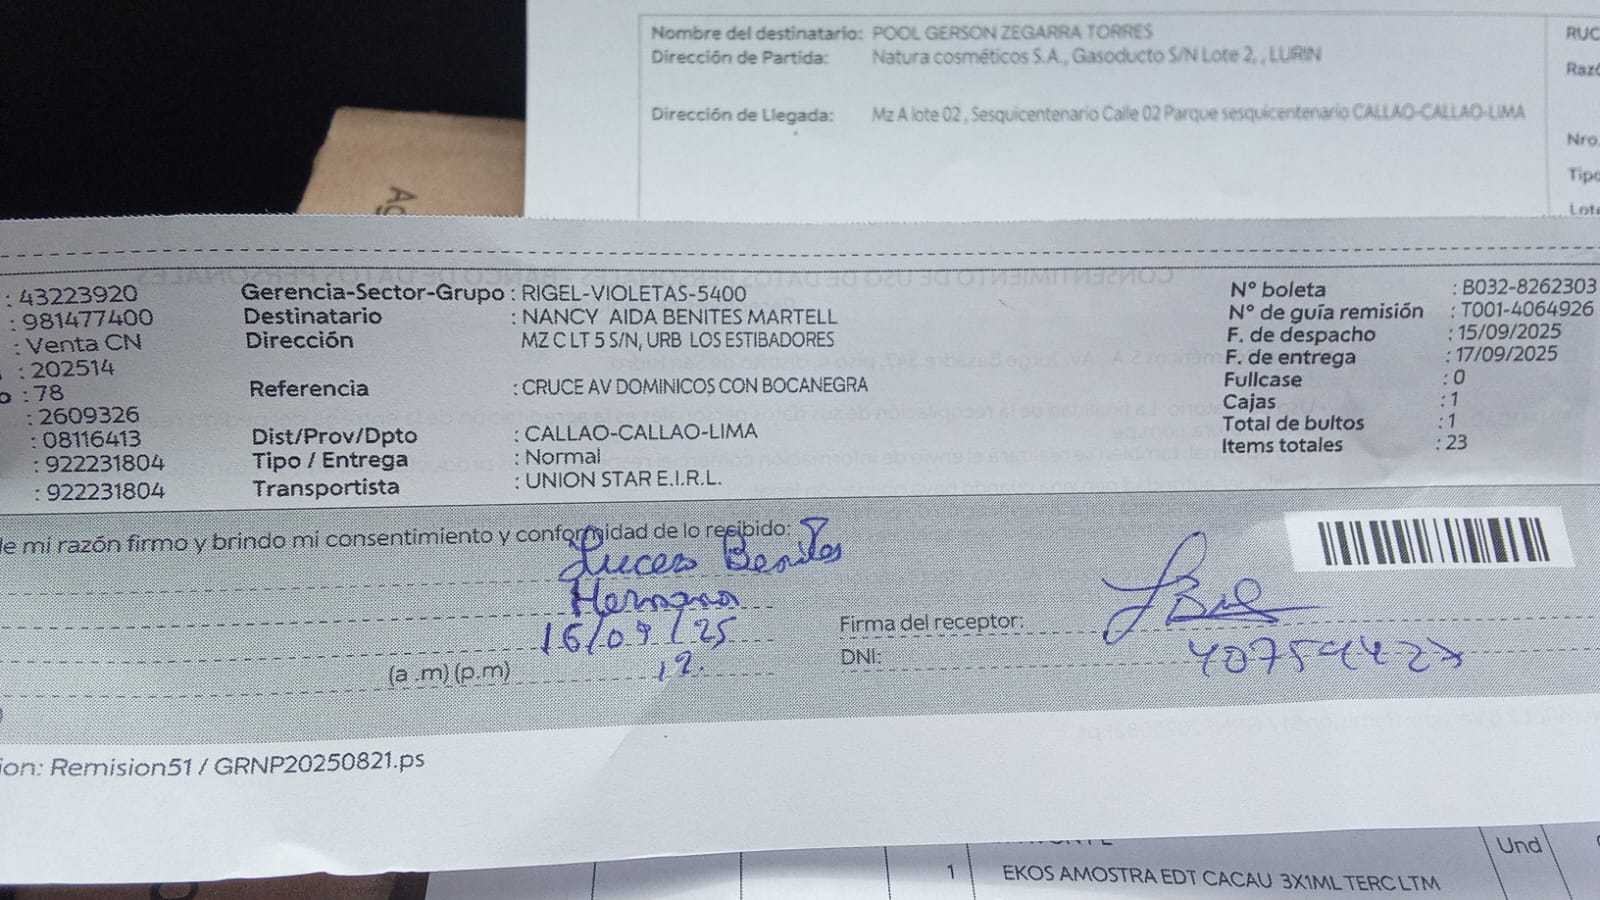 Nombre del destinatario: POOL GERSON ZEGARRA TORRES
Dirección de Partida: Natura cosméticos S.A., Gasoducto S/N Lote 2, , LURIN
Dirección de Llegada: Mz A lote 02 , Sesquicentenario Calle 02 Parque sesquicentenario CALLAO-CALLAO-LIMA
RUC
Razó
Nro.
Tipo
Lote
: 43223920 Gerencia-Sector-Grupo : RIGEL-VIOLETAS-5400 N° boleta : B032-8262303
: 981477400 Destinatario : NANCY AIDA BENITES MARTELL N° de guía remisión : T001-4064926
: Venta CN Dirección MZ C LT 5 S/N, URB LOS ESTIBADORES F. de despacho : 15/09/2025
: 202514 F. de entrega : 17/09/2025
o : 78 Referencia : CRUCE AV DOMINICOS CON BOCANEGRA Fullcase : 0
: 2609326 Cajas : 1
: 08116413 Dist/Prov/Dpto : CALLAO-CALLAO-LIMA Total de bultos : 1
: 922231804 Tipo / Entrega : Normal Items totales : 23
: 922231804 Transportista : UNION STAR E.I.R.L.
de mi razón firmo y brindo mi consentimiento y conformidad de lo recibido:
Benites
Hermana
16/09/25 Firma del receptor:
(a .m) (p.m) 12. DNI:
ion: Remision51 / GRNP20250821.ps
1 EKOS AMOSTRA EDT CACAU 3X1ML TERC LTM Und